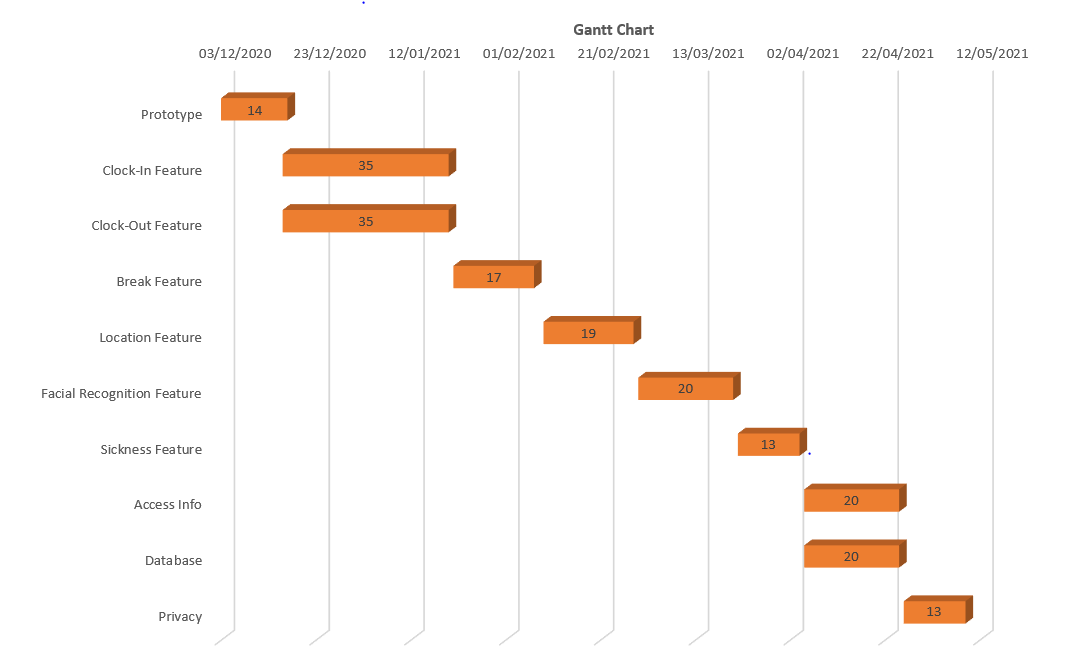 Gantt Chart
03/12/2020 23/12/2020 12/01/2021 01/02/2021 21/02/2021 13/03/2021 02/04/2021 22/04/2021 12/05/2021
Prototype 14
Clock-In Feature 35
Clock-Out Feature 35
Break Feature 17
Location Feature 19
Facial Recognition Feature 20
Sickness Feature 13
Access Info 20
Database 20
Privacy 13